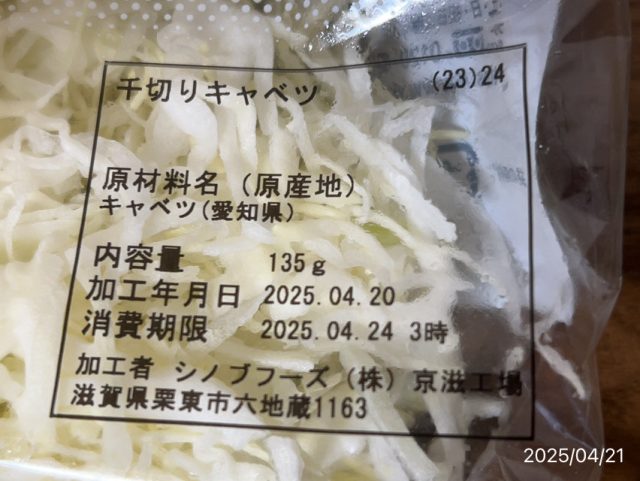 千切りキャベツ (23)24
原材料名（原産地）
キャベツ(愛知県)
内容量 135g
加工年月日 2025.04.20
消費期限 2025.04.24 3時
加工者 シノブフーズ（株）京滋工場
滋賀県栗東市六地蔵1163
2025/04/21